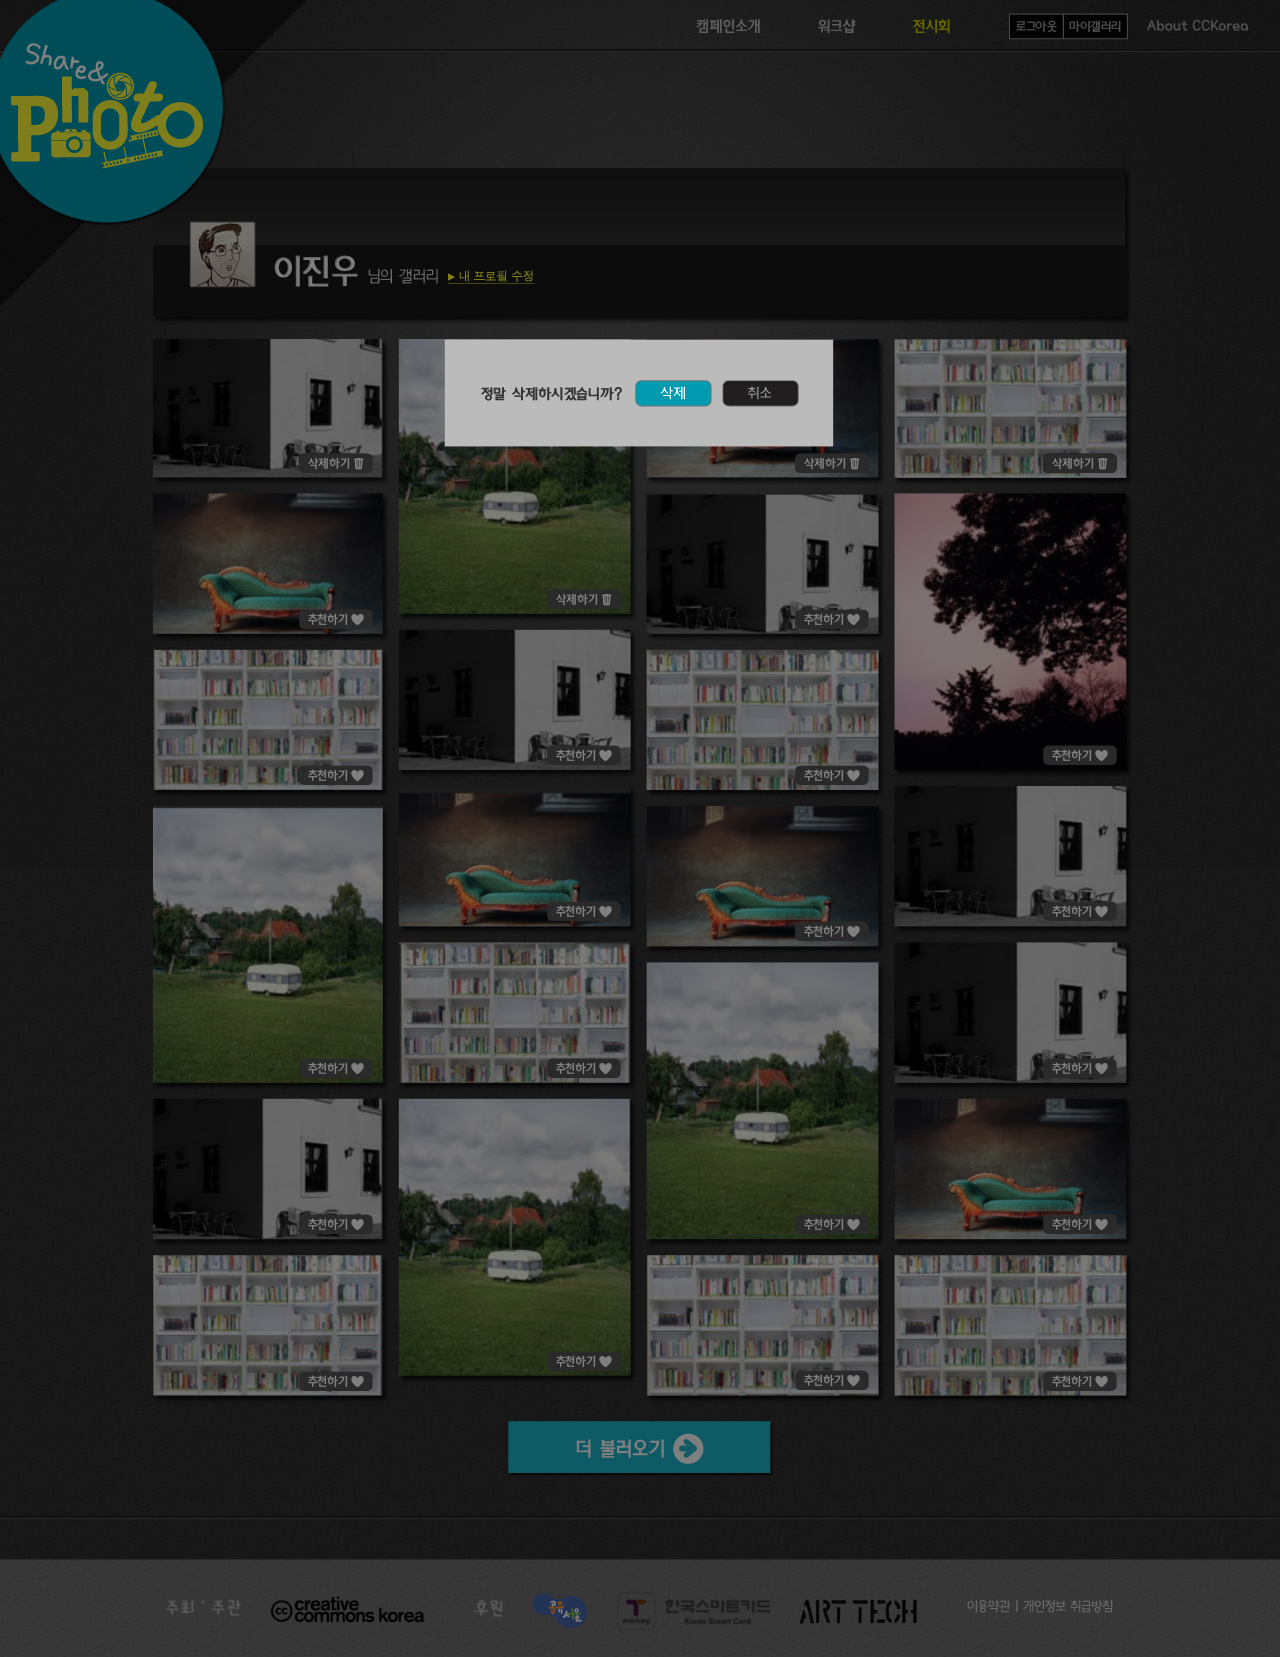 캠페인소개 워크샵 전시회 로그아웃 마이갤러리 About CCKorea
Share&
Photo
이진우 님의 갤러리 ▶ 내 프로필 수정
정말 삭제하시겠습니까? 삭제 취소
삭제하기 삭제하기 삭제하기
삭제하기
추천하기 추천하기
추천하기 추천하기
추천하기 추천하기
추천하기 추천하기
추천하기
추천하기 추천하기 추천하기
추천하기 추천하기 추천하기
추천하기
추천하기 추천하기 추천하기
더 불러오기
주최·주관 creative commons korea 후원 공유서울 T money 한국스마트카드 Korea Smart Card ART TECH 이용약관 | 개인정보 취급방침